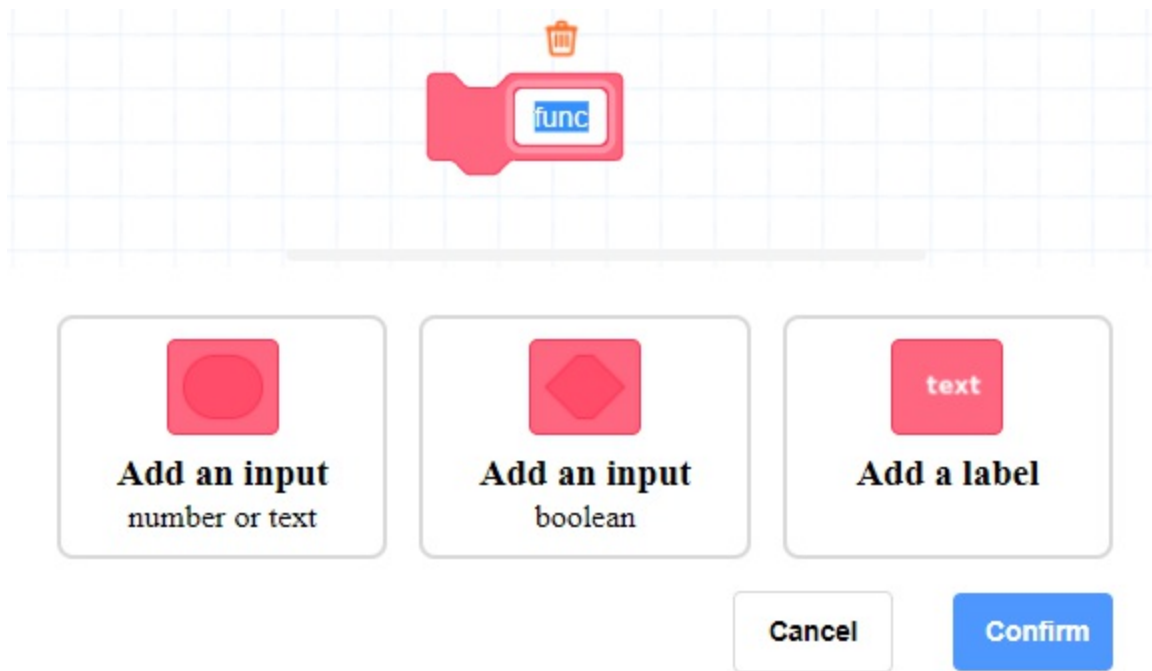 func
text
Add an input
number or text
Add an input
boolean
Add a label
Cancel
Confirm